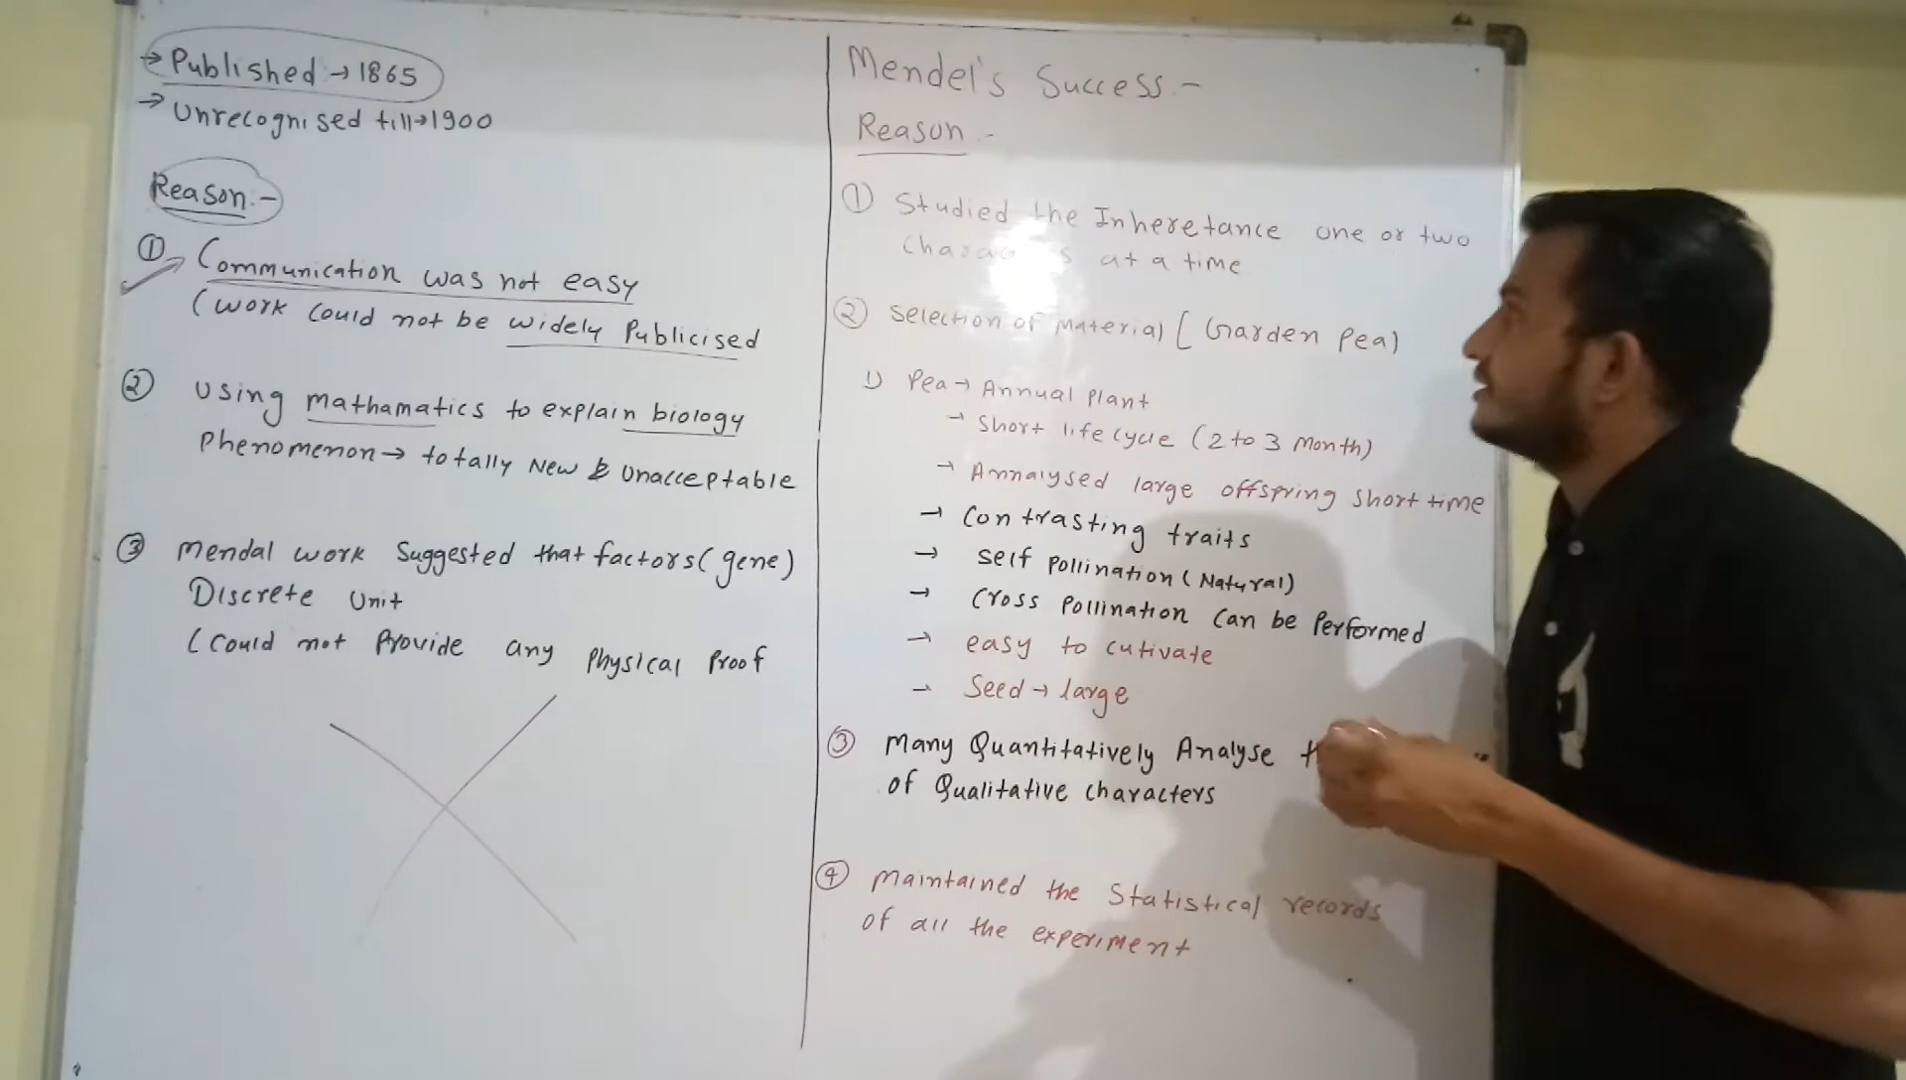 → Published → 1865
→ Unrecognised till → 1900
Reason :-
① Communication was not easy
(work could not be widely Publicised
② Using mathamatics to explain biology
Phenomenon → totally New & Unacceptable
③ Mendal work Suggested that factors (gene)
Discrete Unit
(Could not Provide any Physical Proof
Mendel's Success :-
Reason :-
① Studied the Inheretance one or two
at a time
② Selection of Material [Garden Pea)
1) Pea → Annual Plant
→ Short life cycle (2 to 3 Month)
→ Annalysed large offspring short time
→ Contrasting traits
→ Self Pollination (Natural)
→ Cross Pollination Can be Performed
→ easy to cutivate
→ Seed → large
③ Many Quantitatively Analyse
of Qualitative characters
④ Maintained the Statistical records
of all the experiment